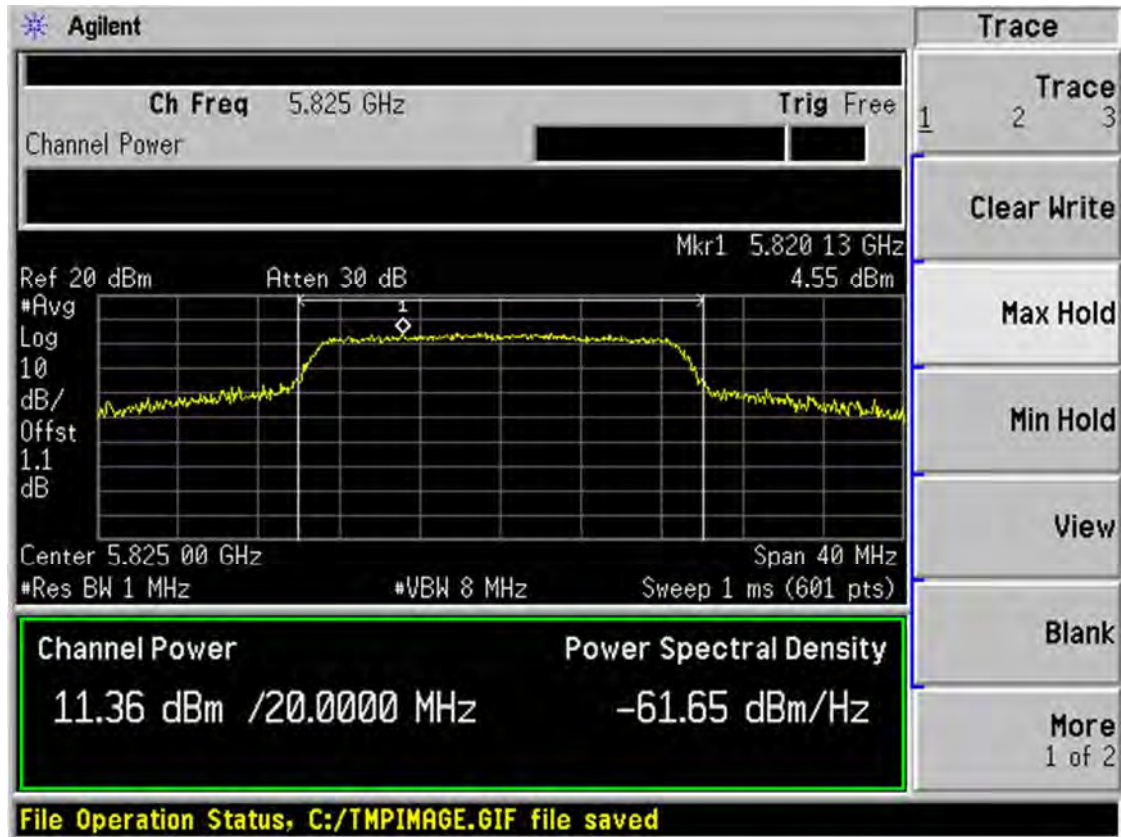 Agilent
Trace
Ch Freq 5.825 GHz Trig Free
Channel Power
Trace
1 2 3
Clear Write
Mkr1 5.820 13 GHz
Ref 20 dBm Atten 30 dB 4.55 dBm
#Avg
Log
10
dB/
Offst
1.1
dB
1
Center 5.825 00 GHz Span 40 MHz
#Res BW 1 MHz #VBW 8 MHz Sweep 1 ms (601 pts)
Max Hold
Min Hold
View
Blank
More
1 of 2
Channel Power Power Spectral Density
11.36 dBm /20.0000 MHz -61.65 dBm/Hz
File Operation Status, C:/TMPIMAGE.GIF file saved